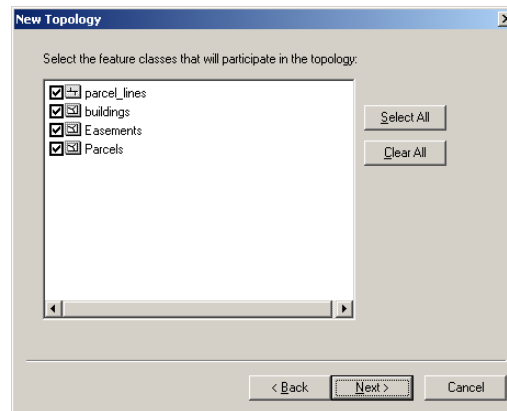 New Topology
Select the feature classes that will participate in the topology:
parcel_lines
buildings
Easements
Parcels
Select All
Clear All
< Back
Next >
Cancel